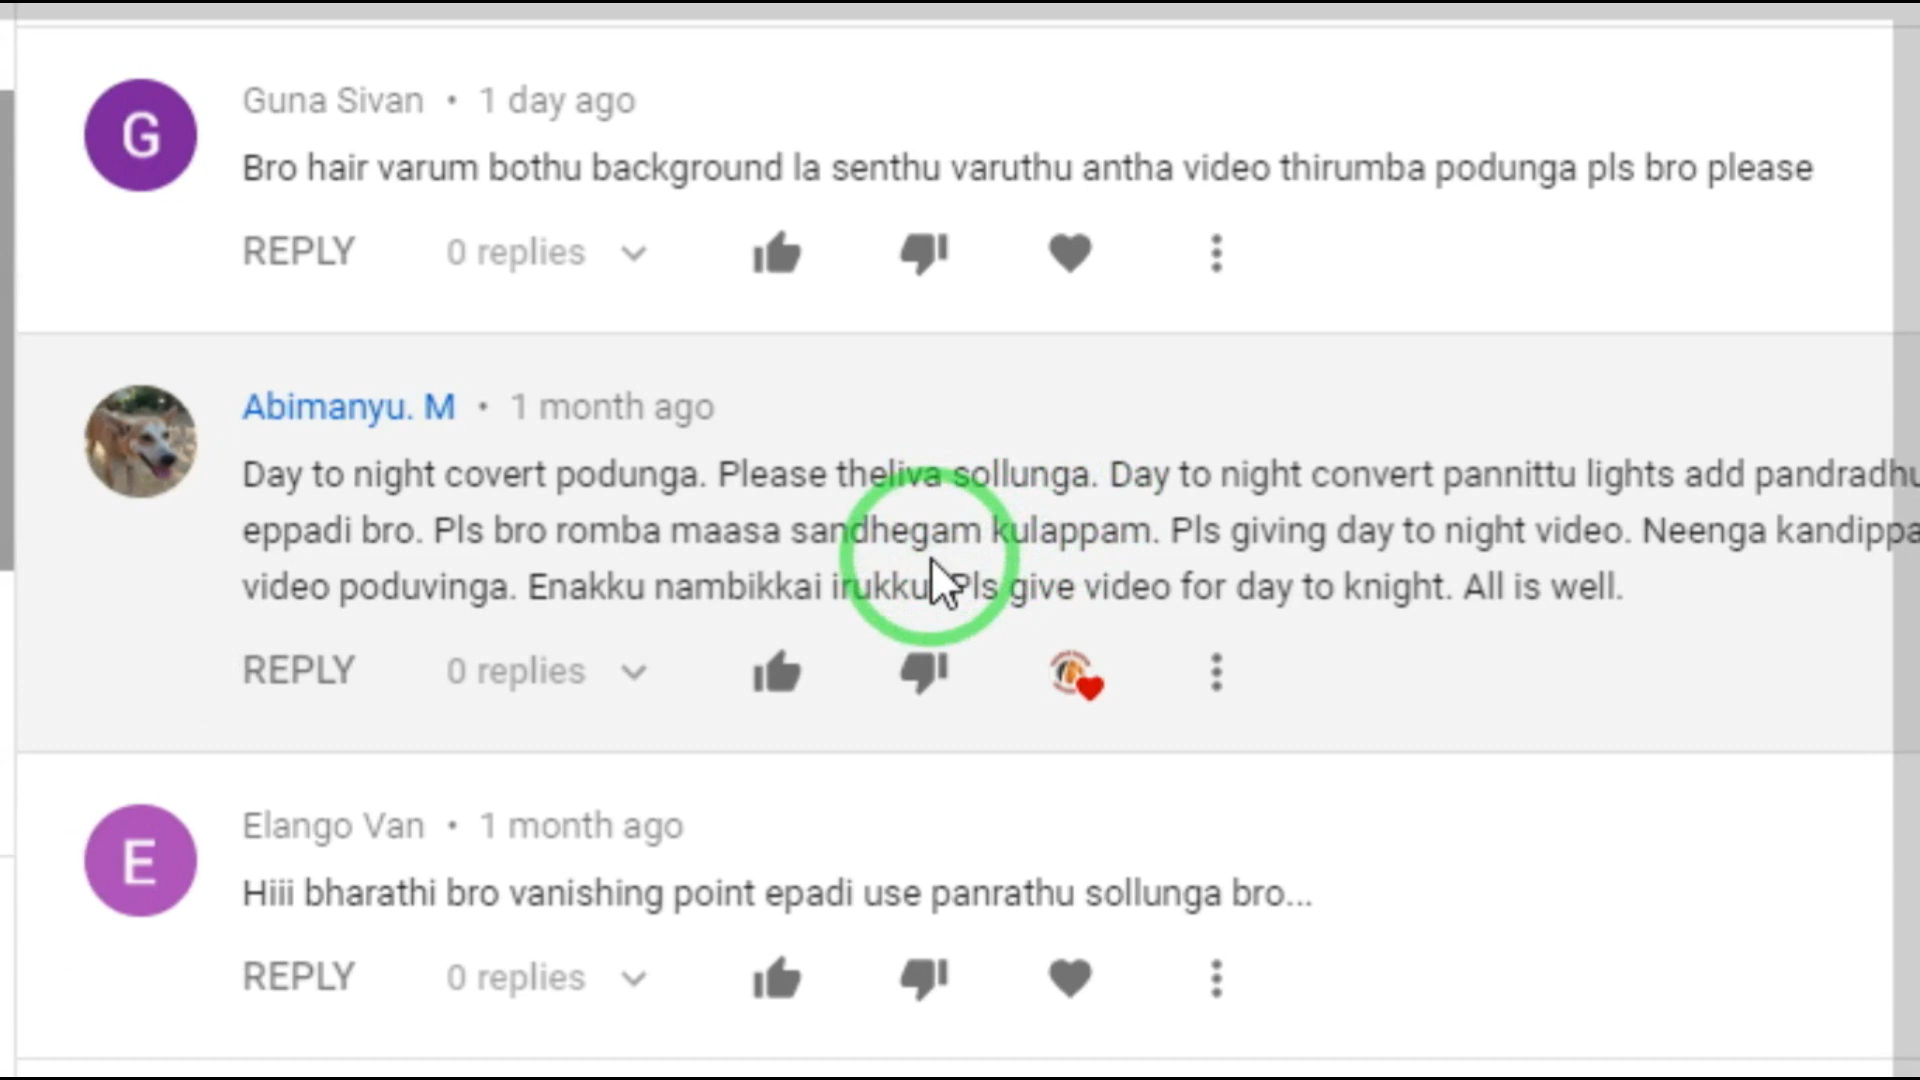 G
Guna Sivan • 1 day ago
Bro hair varum bothu background la senthu varuthu antha video thirumba podunga pls bro please
REPLY 0 replies
Abimanyu. M • 1 month ago
Day to night covert podunga. Please theliva sollunga. Day to night convert pannittu lights add pandradhu
eppadi bro. Pls bro romba maasa sandhegam kulappam. Pls giving day to night video. Neenga kandippa
video poduvinga. Enakku nambikkai irukku. Pls give video for day to knight. All is well.
REPLY 0 replies
E
Elango Van • 1 month ago
Hiii bharathi bro vanishing point epadi use panrathu sollunga bro...
REPLY 0 replies